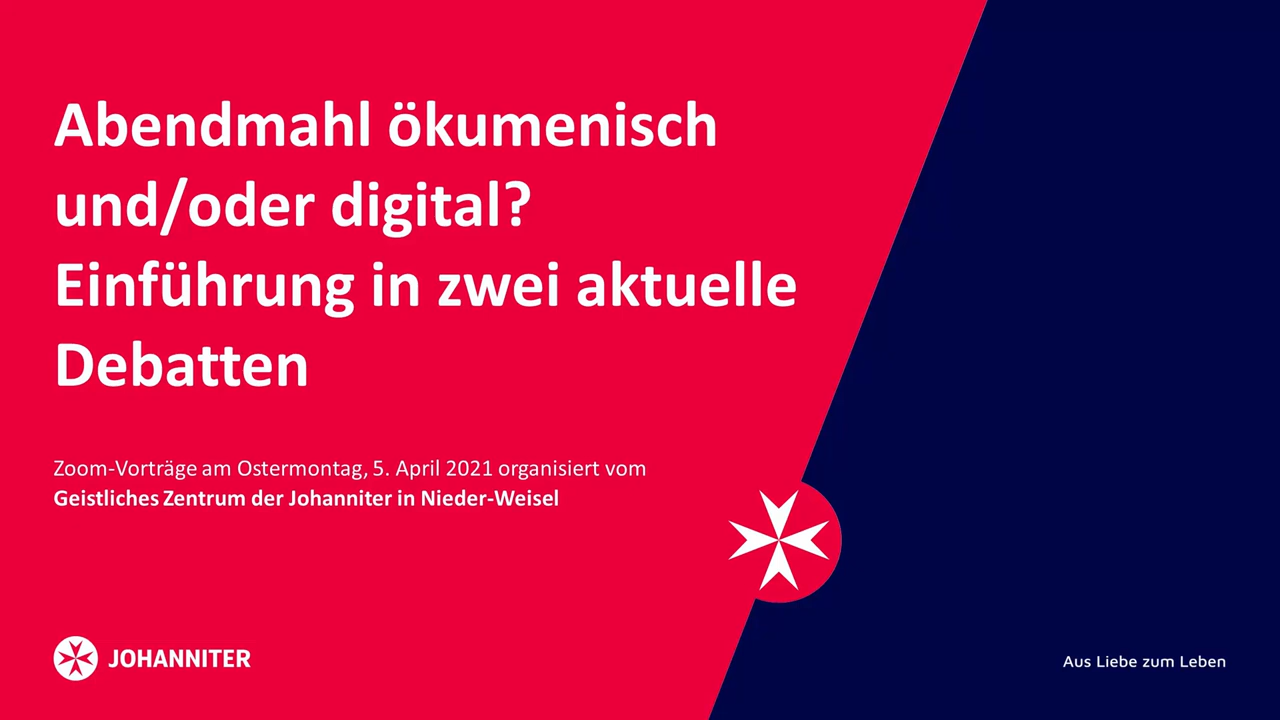 Abendmahl ökumenisch
und/oder digital?
Einführung in zwei aktuelle
Debatten
Zoom-Vorträge am Ostermontag, 5. April 2021 organisiert vom
Geistliches Zentrum der Johanniter in Nieder-Weisel
JOHANNITER
Aus Liebe zum Leben